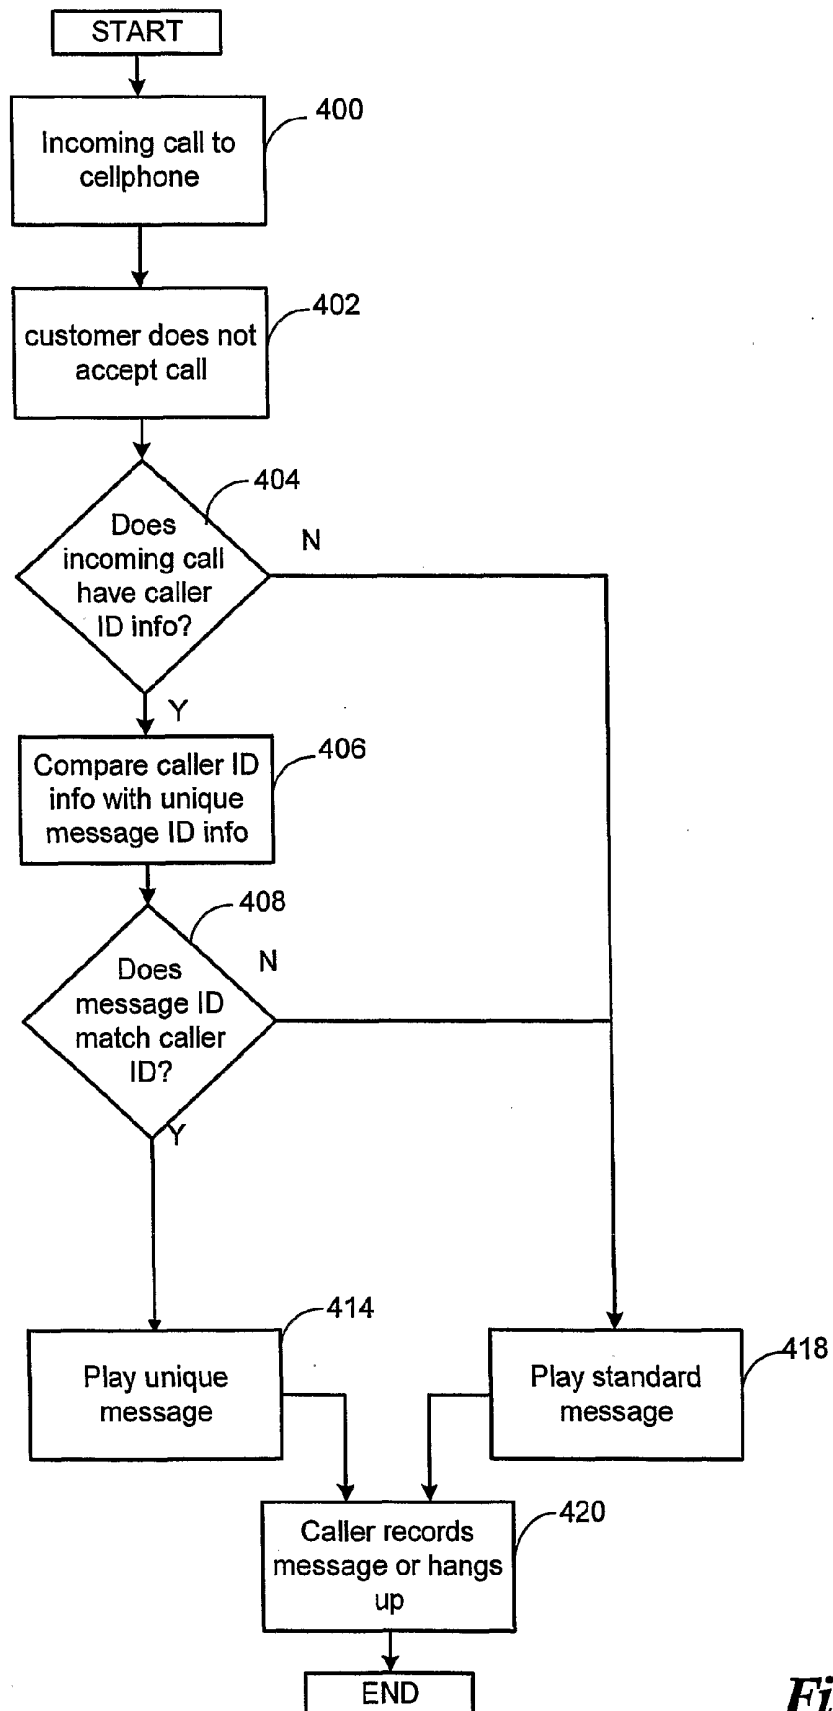 START
400
Incoming call to
cellphone
402
customer does not
accept call
404
Does
incoming call
have caller
ID info?
N
Y
406
Compare caller ID
info with unique
message ID info
408
Does
message ID
match caller
ID?
N
Y
414
Play unique
message
418
Play standard
message
420
Caller records
message or hangs
up
END